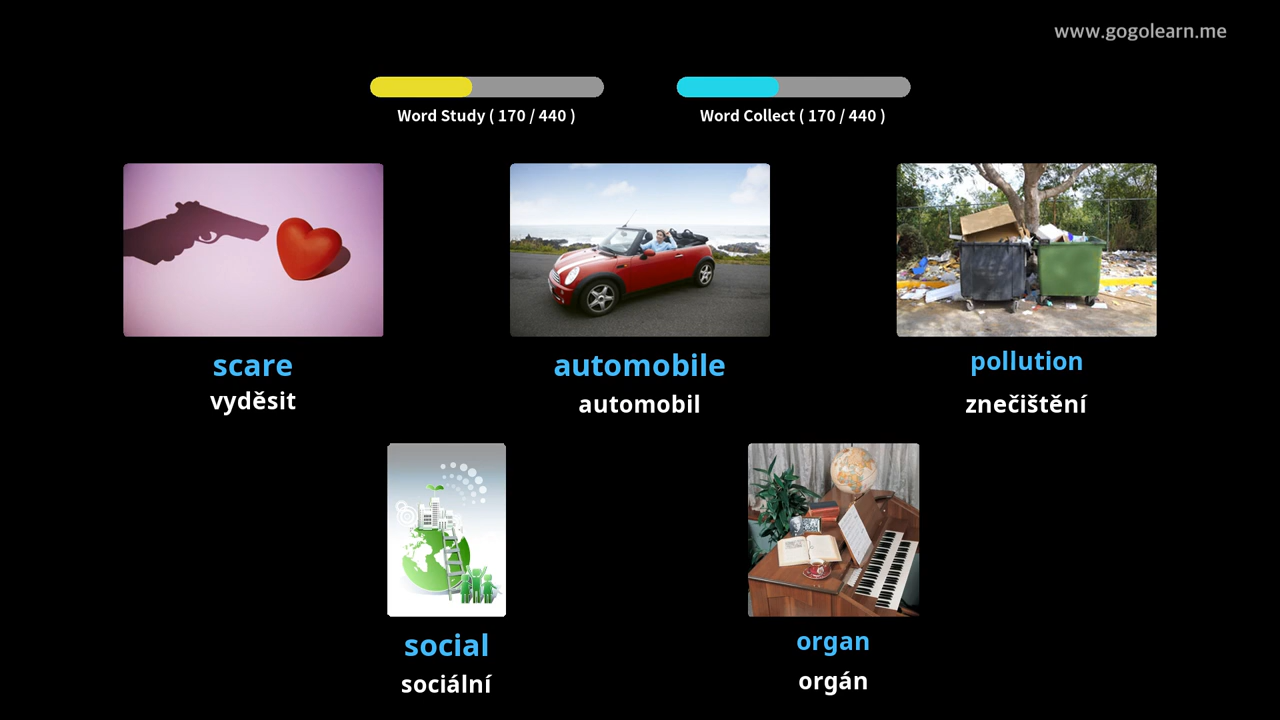 www.gogolearn.me
Word Study ( 170 / 440 )
Word Collect ( 170 / 440 )
scare
vyděsit
automobile
automobil
pollution
znečištění
social
sociální
organ
orgán